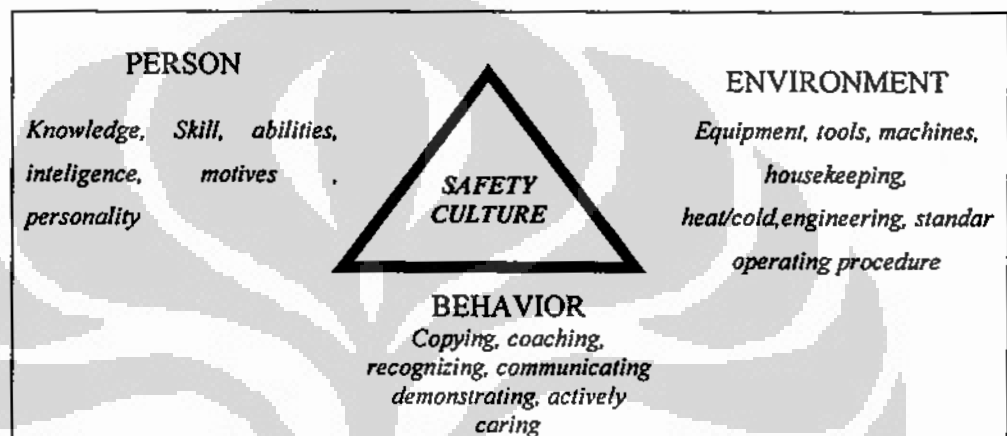 PERSON
Knowledge, Skill, abilities,
inteligence, motives ,
personality
SAFETY
CULTURE
ENVIRONMENT
Equipment, tools, machines,
housekeeping,
heat/cold,engineering, standar
operating procedure
BEHAVIOR
Copying, coaching,
recognizing, communicating
demonstrating, actively
caring